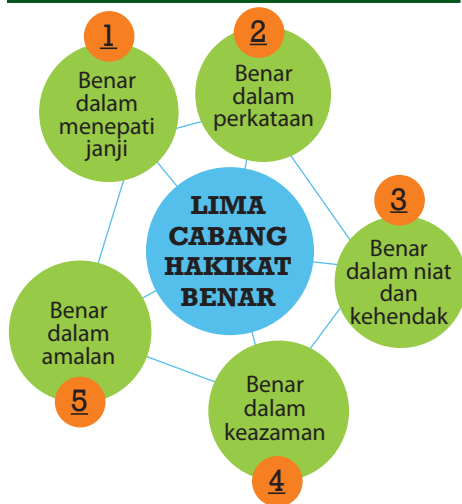 1
Benar
dalam
menepati
janji
2
Benar
dalam
perkataan
LIMA
CABANG
HAKIKAT
BENAR
3
Benar
dalam niat
dan
kehendak
Benar
dalam
keazaman
4
Benar
dalam
amalan
5